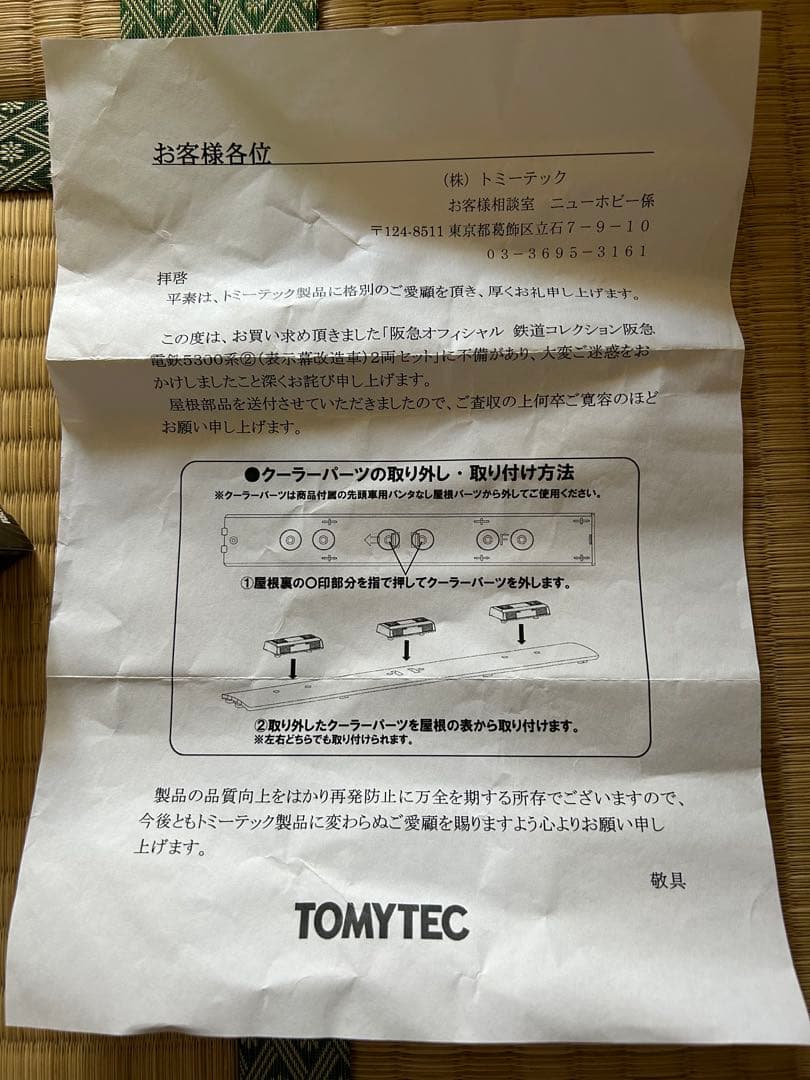 お客様各位
（株）トミーテック
お客様相談室　ニューホビー係
〒124-8511 東京都葛飾区立石７－９－１０
０３－３６９５－３１６１
拝啓
平素は、トミーテック製品に格別のご愛顧を頂き、厚くお礼申し上げます。
この度は、お買い求め頂きました「阪急オフィシャル　鉄道コレクション阪急
電鉄5300系②(表示幕改造車)2両セット」に不備があり、大変ご迷惑をお
かけしましたこと深くお詫び申し上げます。
屋根部品を送付させていただきましたので、ご査収の上何卒ご寛容のほど
お願い申し上げます。
●クーラーパーツの取り外し・取り付け方法
※クーラーパーツは商品付属の先頭車用パンタなし屋根パーツから外してご使用ください。
①屋根裏の〇印部分を指で押してクーラーパーツを外します。
②取り外したクーラーパーツを屋根の表から取り付けます。
※左右どちらでも取り付けられます。
製品の品質向上をはかり再発防止に万全を期する所存でございますので、
今後ともトミーテック製品に変わらぬご愛顧を賜りますよう心よりお願い申し
上げます。
敬具
TOMYTEC